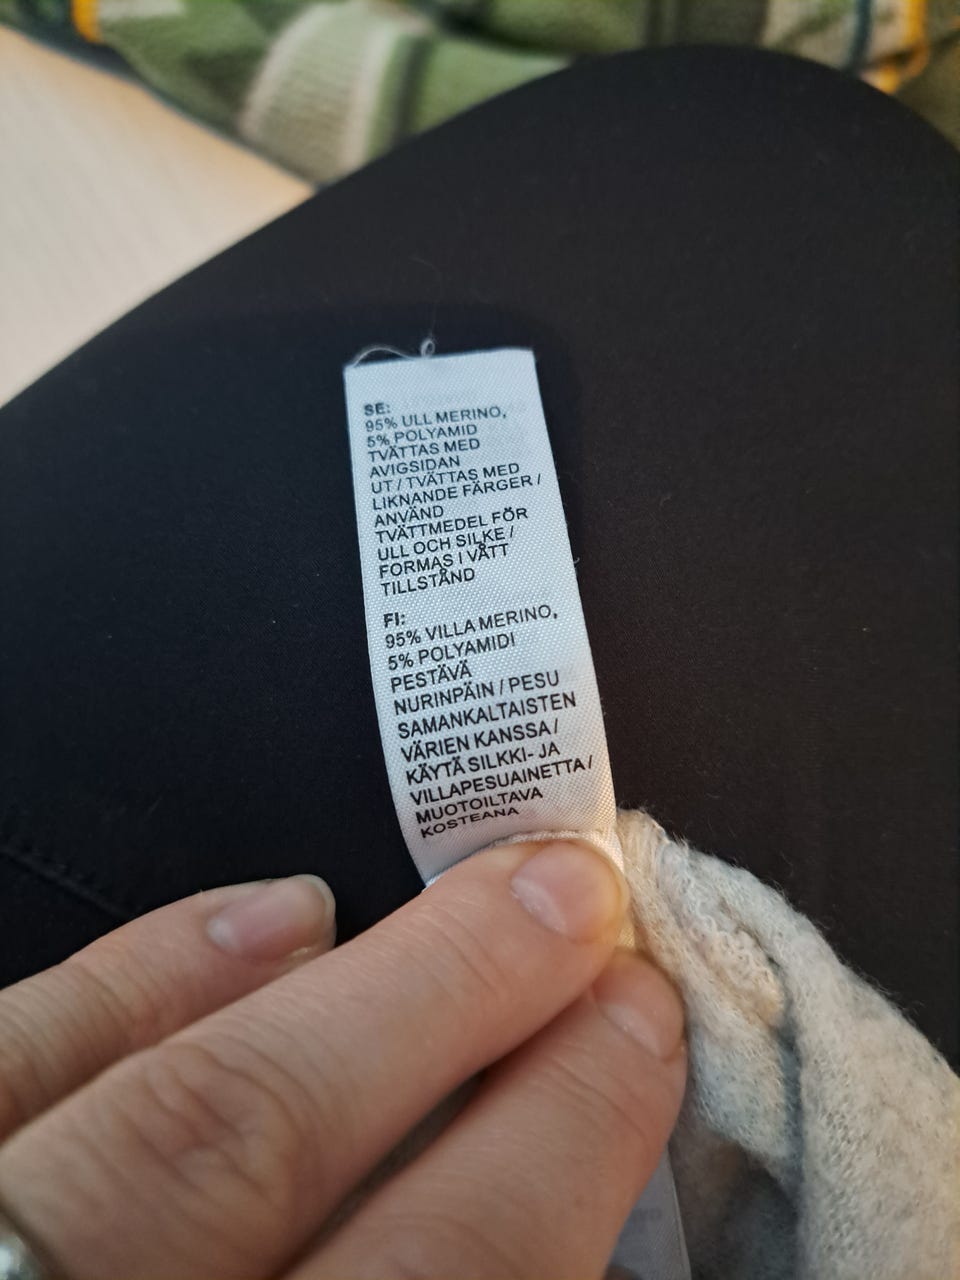 SE:
95% ULL MERINO,
5% POLYAMID
TVÄTTAS MED
AVIGSIDAN
UT / TVÄTTAS MED
LIKNANDE FÄRGER /
ANVÄND
TVÄTTMEDEL FÖR
ULL OCH SILKE /
FORMAS I VÅTT
TILLSTÅND
FI:
95% VILLA MERINO,
5% POLYAMIDI
PESTÄVÄ
NURINPÄIN / PESU
SAMANKALTAISTEN
VÄRIEN KANSSA /
KÄYTÄ SILKKI- JA
VILLAPESUAINETTA /
MUOTOILTAVA
KOSTEANA